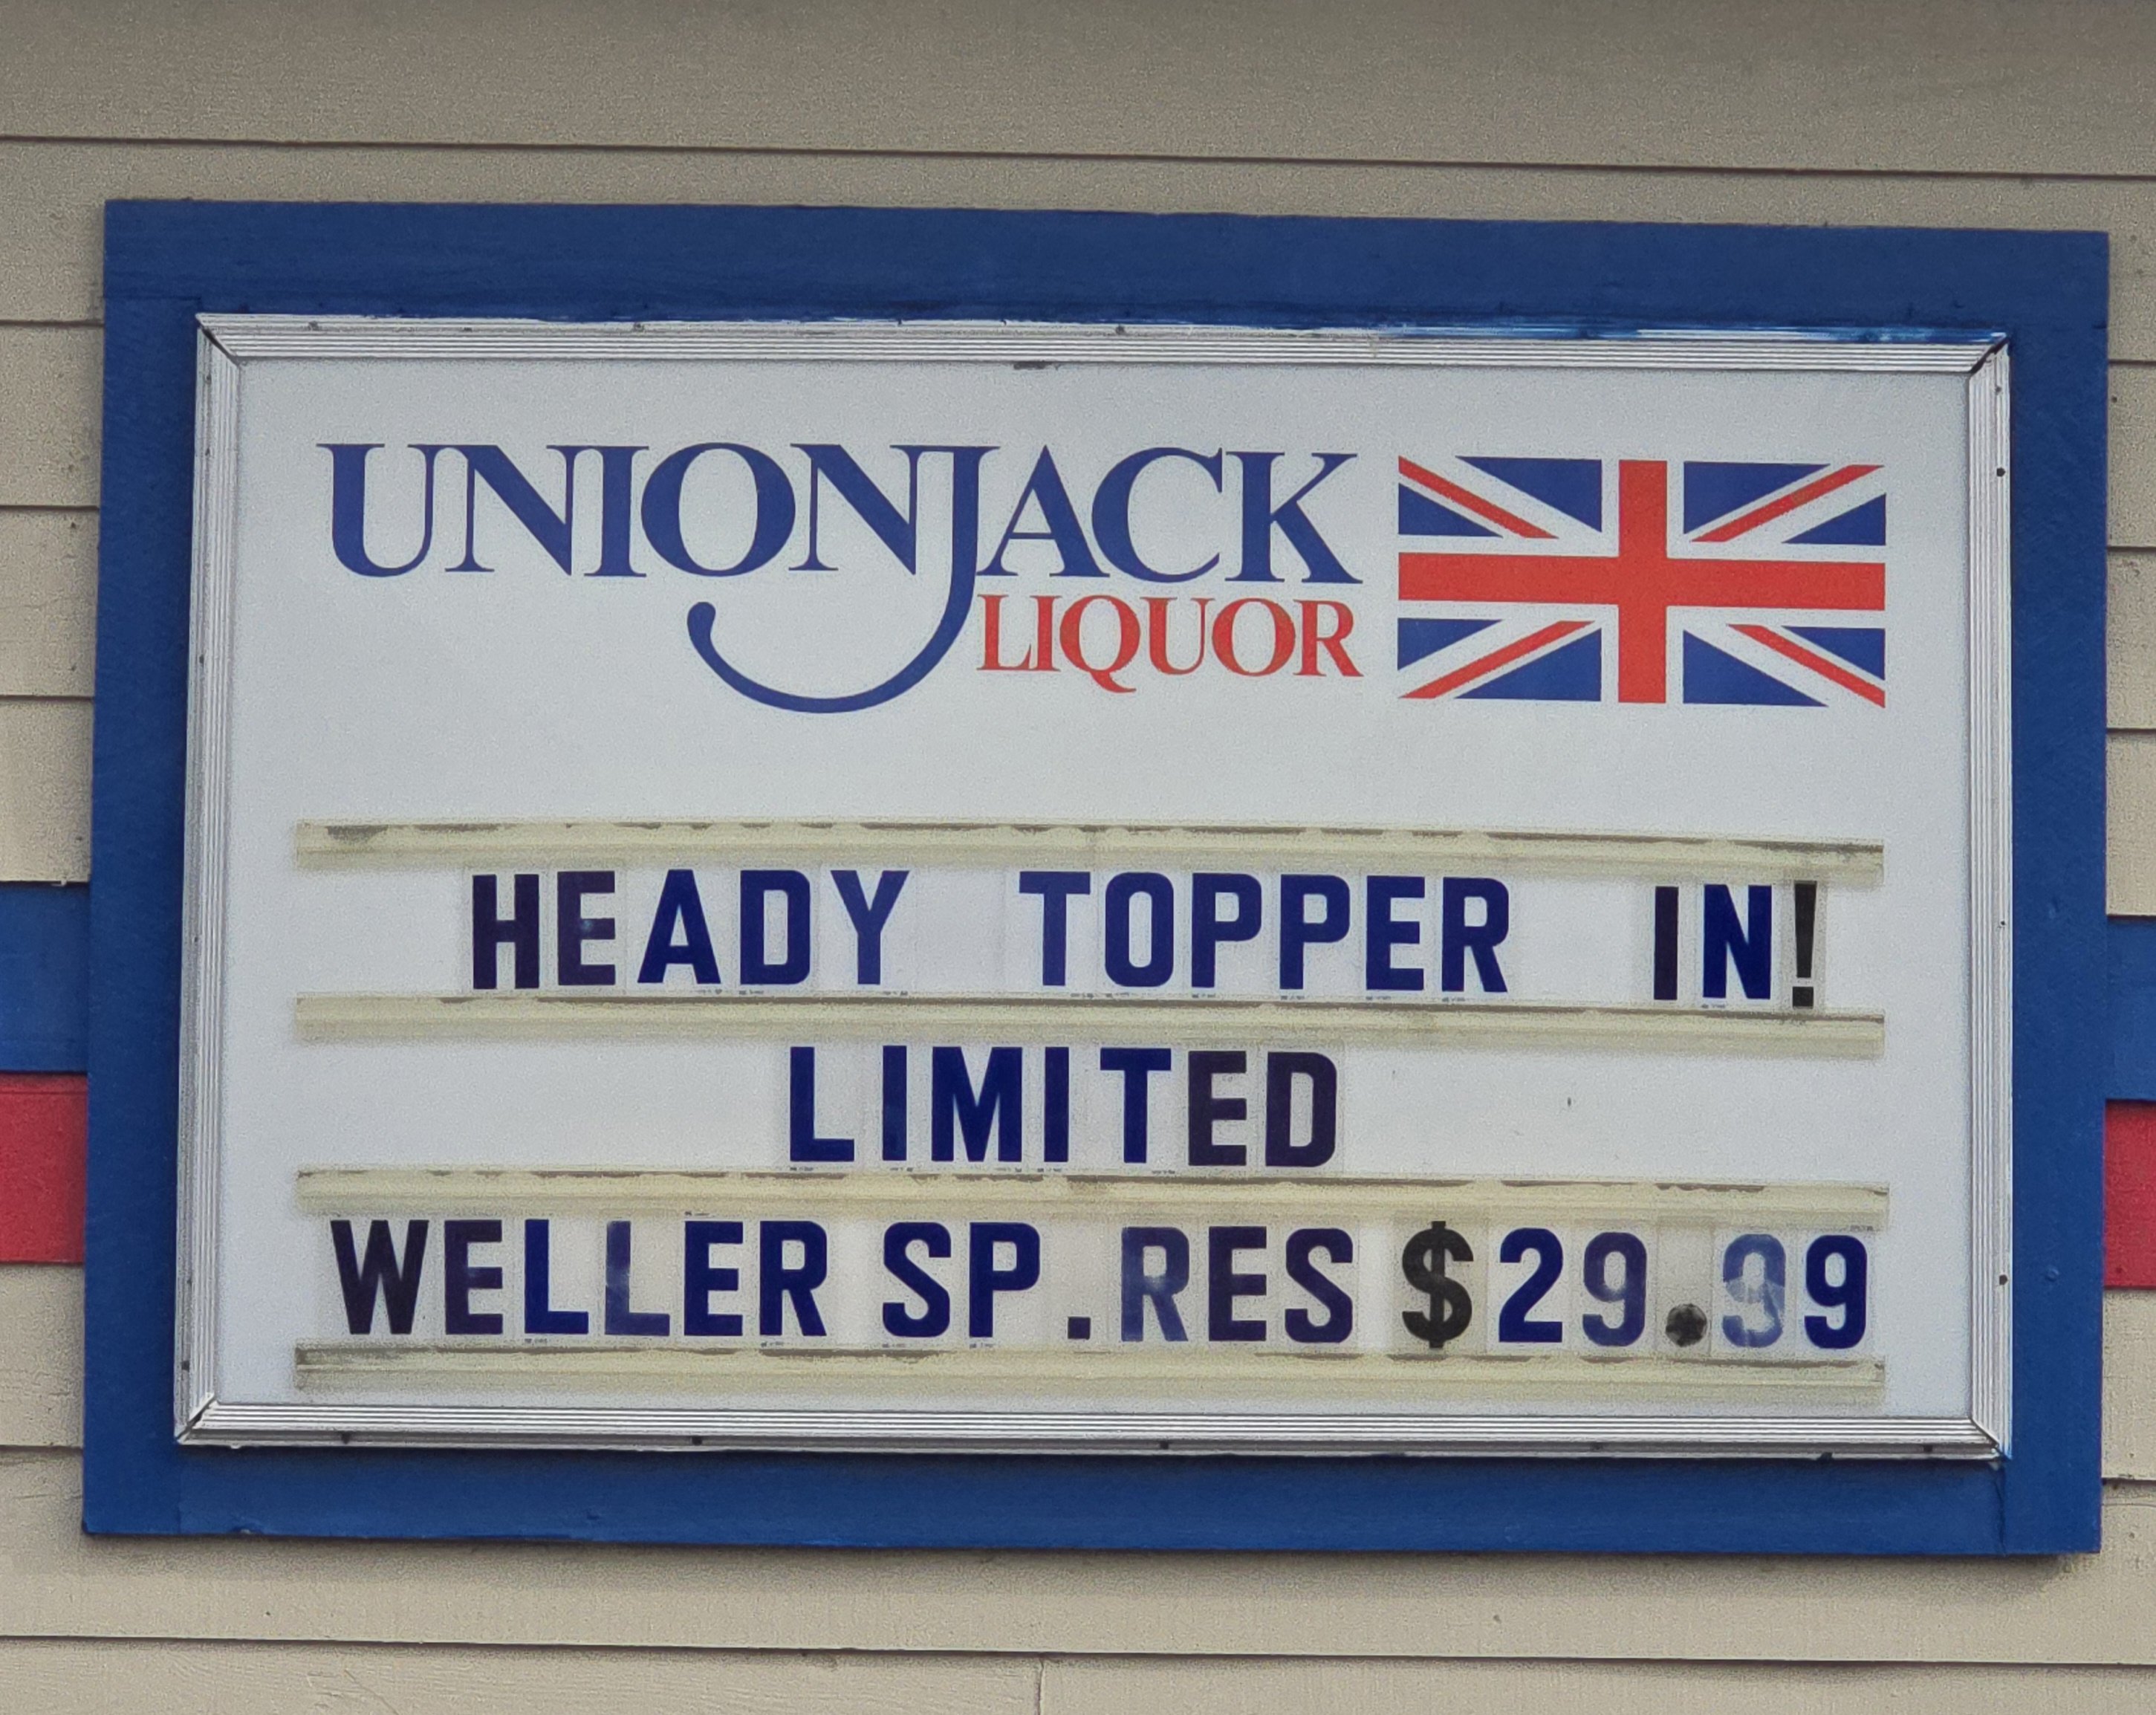 UNIONJACK
LIQUOR
HEADY TOPPER IN!
LIMITED
WELLER SP.RES $29.99